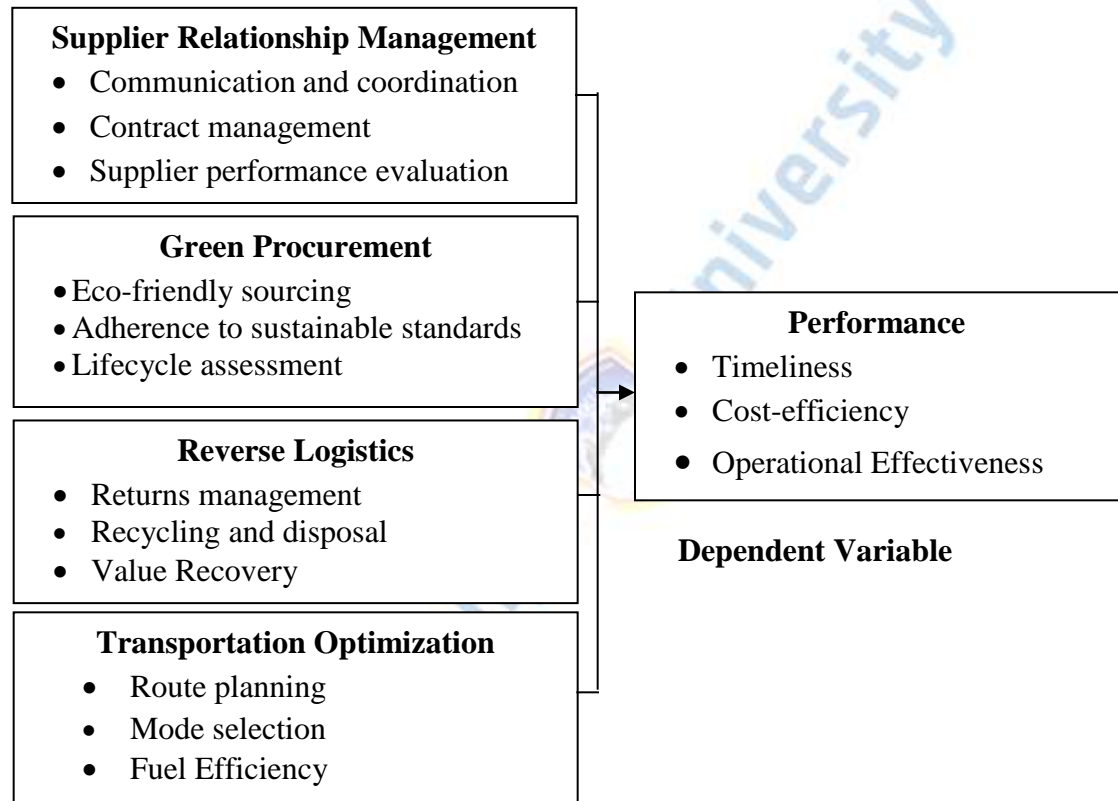 Supplier Relationship Management
• Communication and coordination
• Contract management
• Supplier performance evaluation
Green Procurement
• Eco-friendly sourcing
• Adherence to sustainable standards
• Lifecycle assessment
Reverse Logistics
• Returns management
• Recycling and disposal
• Value Recovery
Transportation Optimization
• Route planning
• Mode selection
• Fuel Efficiency
Performance
• Timeliness
• Cost-efficiency
• Operational Effectiveness
Dependent Variable